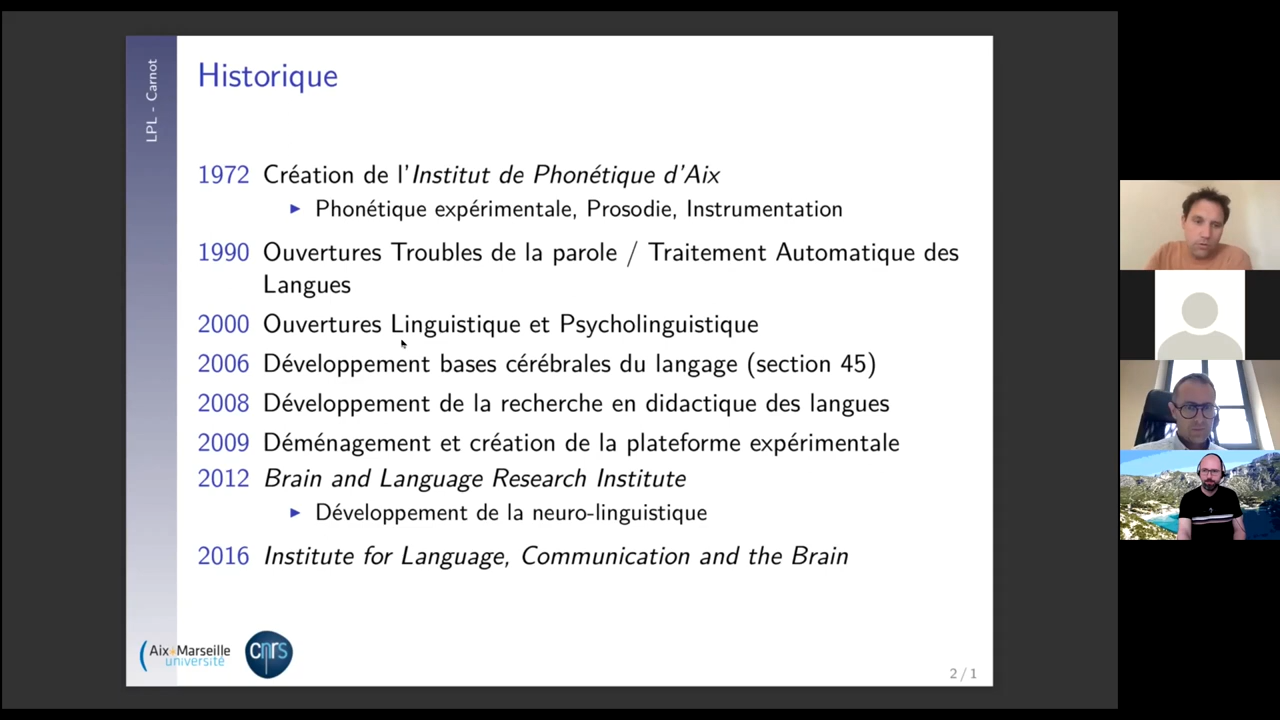 LPL - Carnot
Historique
1972 Création de l'Institut de Phonétique d'Aix
▶ Phonétique expérimentale, Prosodie, Instrumentation
1990 Ouvertures Troubles de la parole / Traitement Automatique des
Langues
2000 Ouvertures Linguistique et Psycholinguistique
2006 Développement bases cérébrales du langage (section 45)
2008 Développement de la recherche en didactique des langues
2009 Déménagement et création de la plateforme expérimentale
2012 Brain and Language Research Institute
▶ Développement de la neuro-linguistique
2016 Institute for Language, Communication and the Brain
Aix*Marseille
université
cnrs
2 / 1